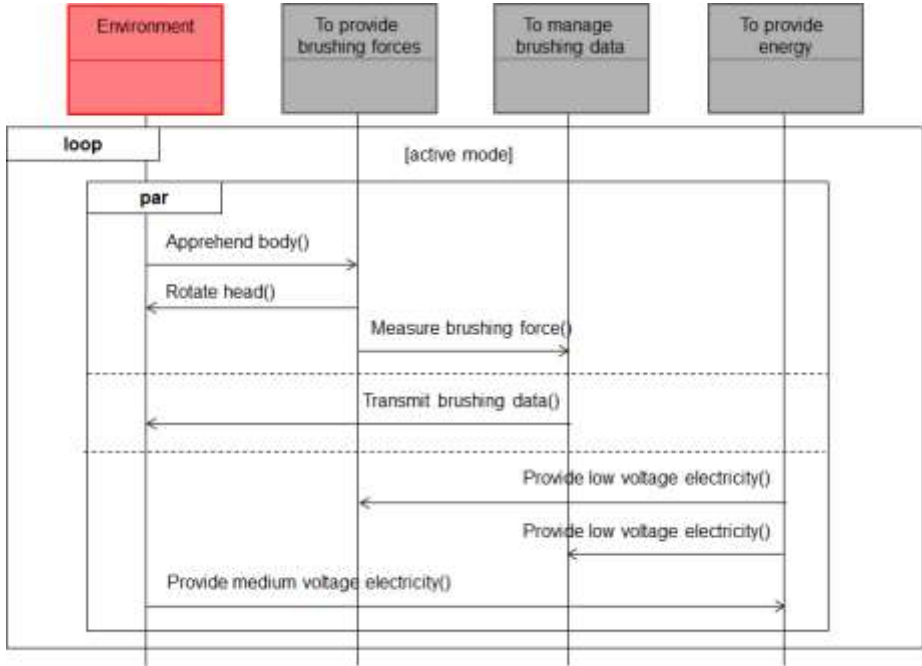 Environment
To provide
brushing forces
To manage
brushing data
To provide
energy
loop
[active mode]
par
Apprehend body()
Rotate head()
Measure brushing force()
Transmit brushing data()
Provide low voltage electricity()
Provide low voltage electricity()
Provide medium voltage electricity()